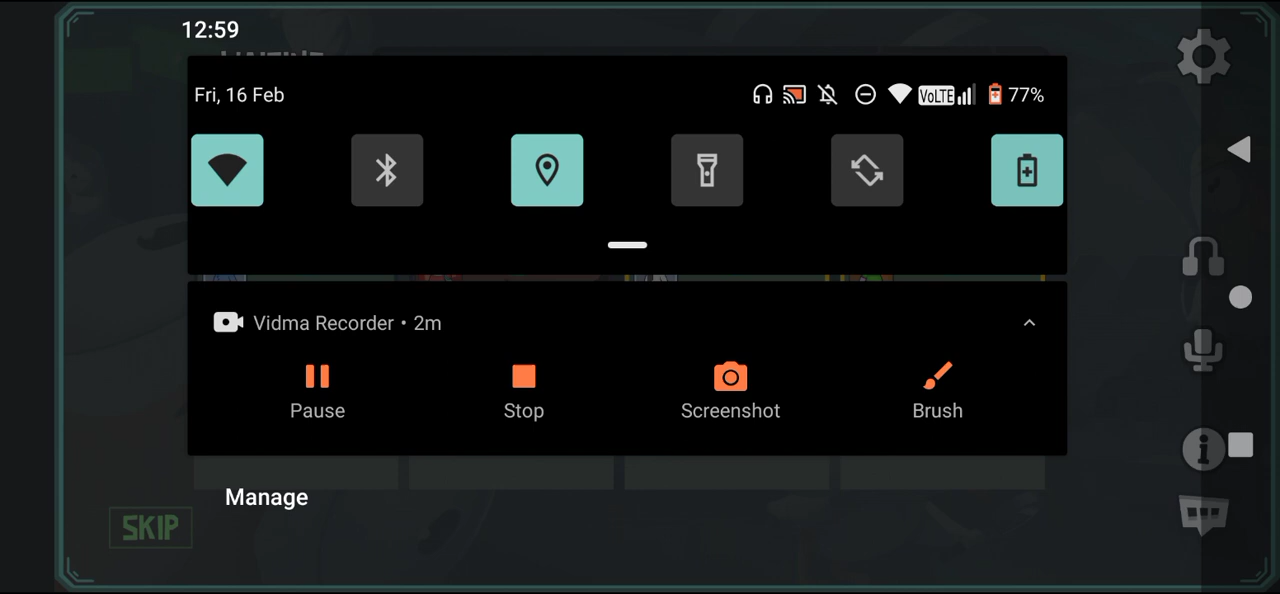 12:59
Fri, 16 Feb
VoLTE
77%
Vidma Recorder • 2m
Pause
Stop
Screenshot
Brush
Manage
SKIP